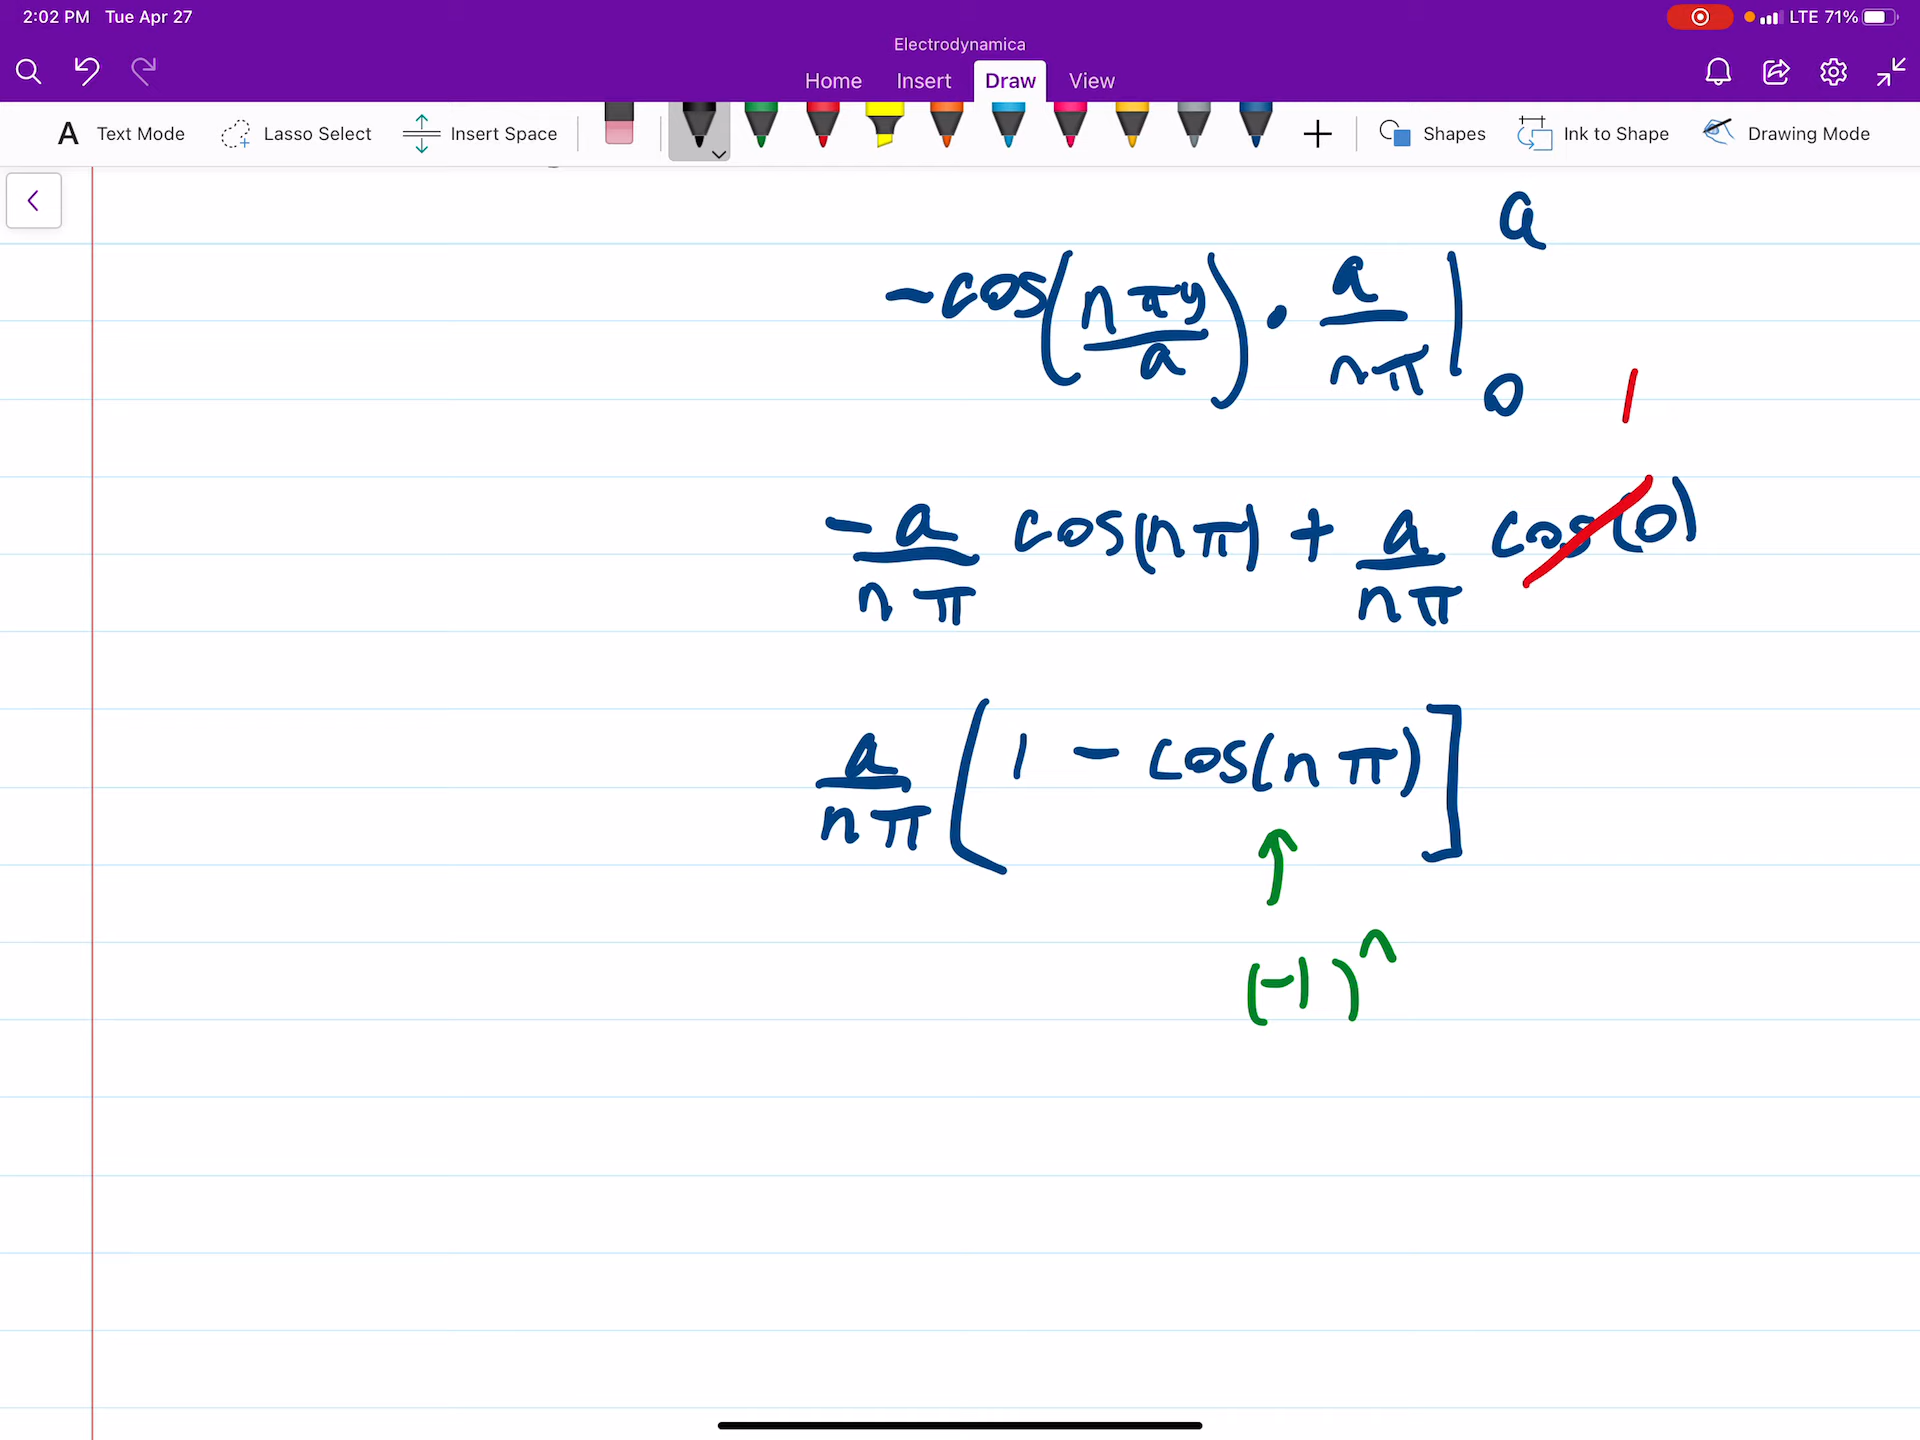 2:02 PM Tue Apr 27
LTE 71%
Electrodynamica
Home Insert Draw View
A Text Mode Lasso Select Insert Space Shapes Ink to Shape Drawing Mode
-cos(nπy/a) · a/nπ |₀ᵃ
1
-a/nπ cos(nπ) + a/nπ cos(0)
a/nπ [1 - cos(nπ)]
↑
(-1)ⁿ